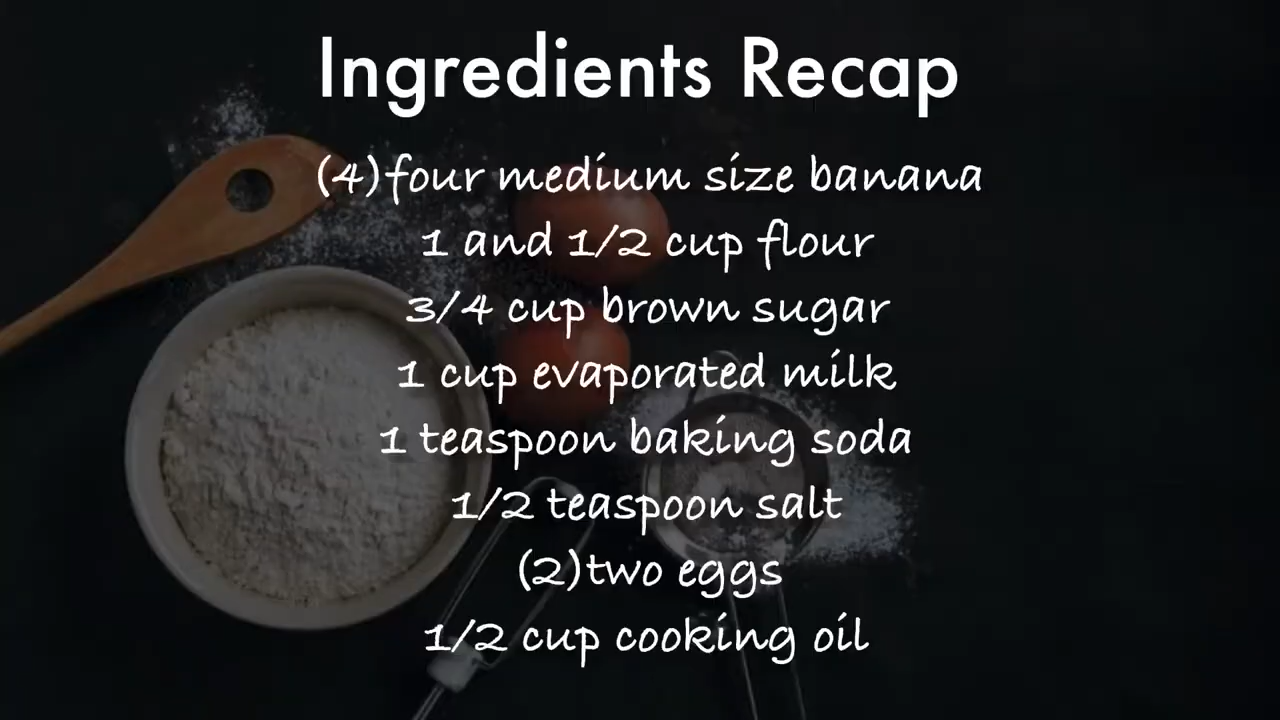 Ingredients Recap
(4)four medium size banana
1 and 1/2 cup flour
3/4 cup brown sugar
1 cup evaporated milk
1 teaspoon baking soda
1/2 teaspoon salt
(2)two eggs
1/2 cup cooking oil